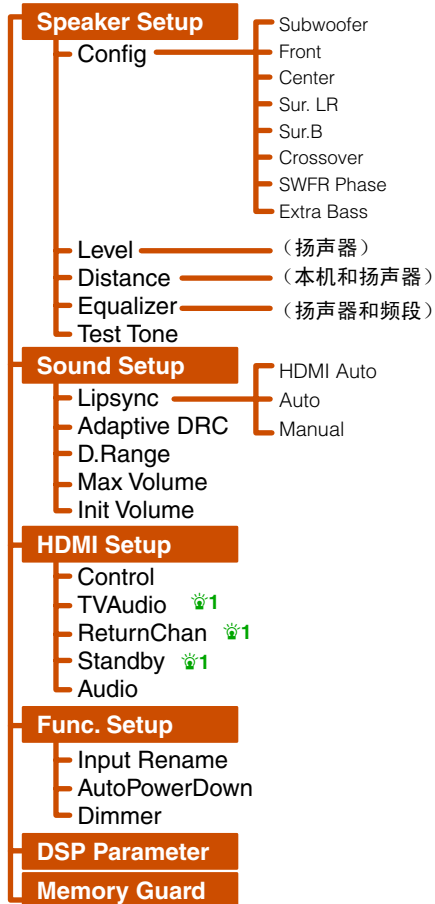 Speaker Setup
Config
Subwoofer
Front
Center
Sur. LR
Sur.B
Crossover
SWFR Phase
Extra Bass
Level
（扬声器）
Distance
（本机和扬声器）
Equalizer
（扬声器和频段）
Test Tone
Sound Setup
Lipsync
HDMI Auto
Auto
Manual
Adaptive DRC
D.Range
Max Volume
Init Volume
HDMI Setup
Control
TVAudio 1
ReturnChan 1
Standby 1
Audio
Func. Setup
Input Rename
AutoPowerDown
Dimmer
DSP Parameter
Memory Guard